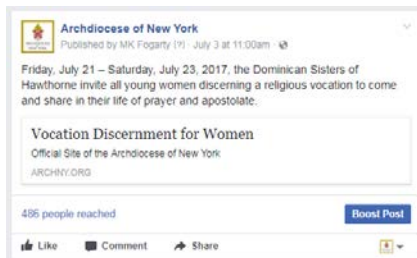 Archdiocese of New York
Published by MK Fogarty [?] · July 3 at 11:00am ·
Friday, July 21 – Saturday, July 23, 2017, the Dominican Sisters of
Hawthorne invite all young women discerning a religious vocation to come
and share in their life of prayer and apostolate.
Vocation Discernment for Women
Official Site of the Archdiocese of New York
ARCHNY.ORG
486 people reached
Boost Post
Like Comment Share